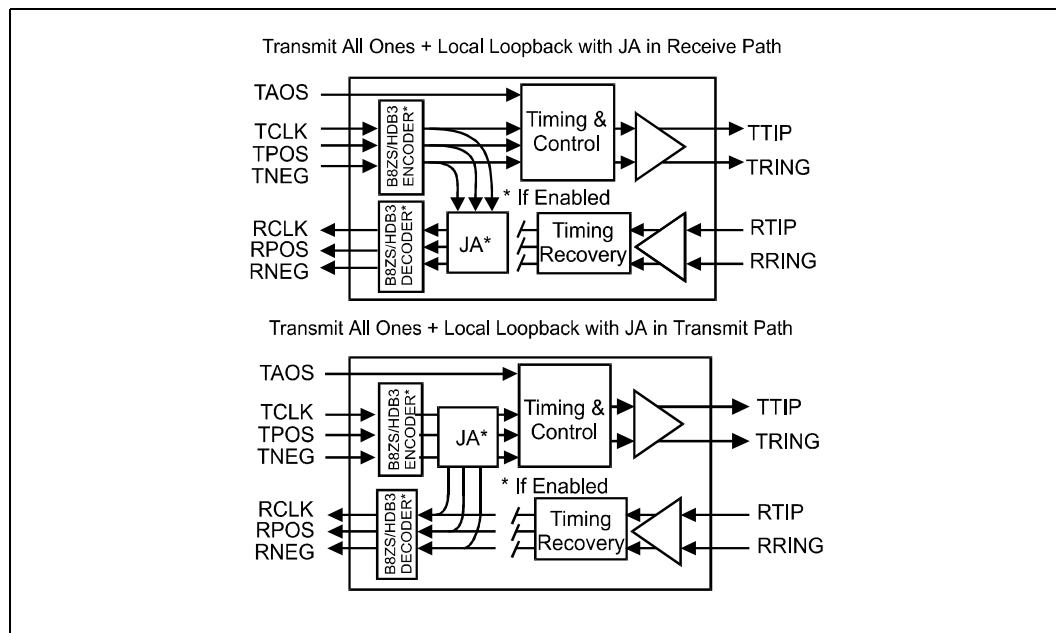 Transmit All Ones + Local Loopback with JA in Receive Path
TAOS
TCLK
TPOS
TNEG
B8ZS/HDB3
ENCODER*
Timing &
Control
TTIP
TRING
* If Enabled
RCLK
RPOS
RNEG
B8ZS/HDB3
DECODER*
JA*
Timing
Recovery
RTIP
RRING
Transmit All Ones + Local Loopback with JA in Transmit Path
TAOS
TCLK
TPOS
TNEG
B8ZS/HDB3
ENCODER*
JA*
Timing &
Control
TTIP
TRING
* If Enabled
RCLK
RPOS
RNEG
B8ZS/HDB3
DECODER*
Timing
Recovery
RTIP
RRING